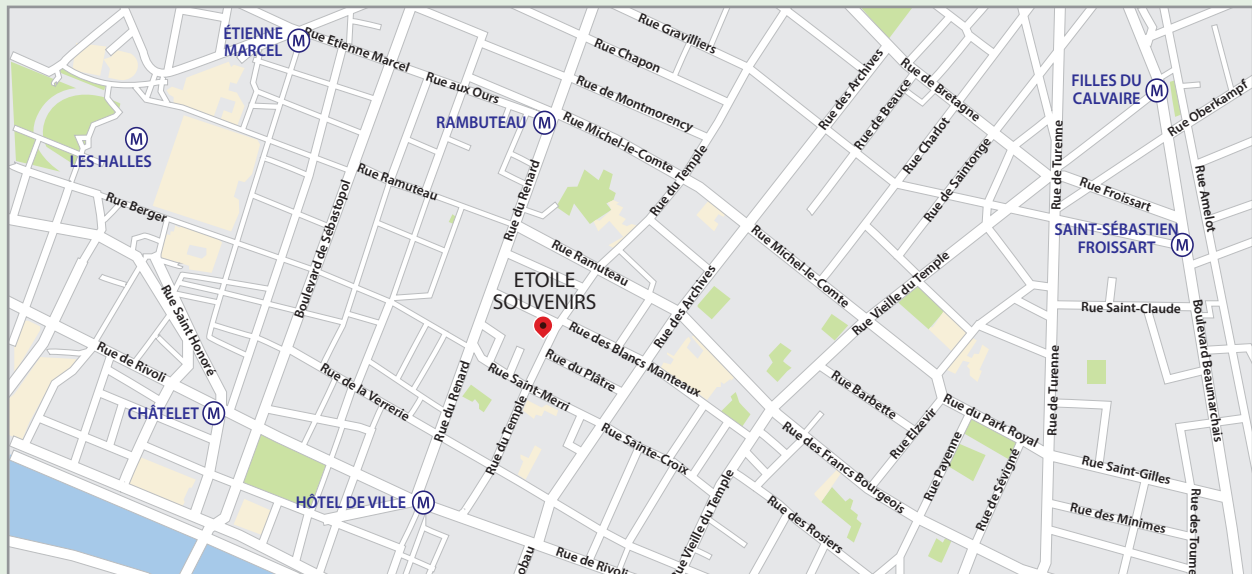 ÉTIENNE
MARCEL
M
Rue Etienne Marcel
Rue aux Ours
Rue Gravilliers
Rue Chapon
Rue de Montmorency
Rue des Archives
Rue de Beauce
Rue de Bretagne
Rue Charlot
Rue de Saintonge
Rue de Turenne
FILLES DU
CALVAIRE
M
Rue Oberkampf
M
LES HALLES
RAMBUTEAU
M
Rue Michel-le-Comte
Rue du Temple
Rue Ramuteau
Rue Berger
Boulevard de Sébastopol
Rue du Renard
Rue Froissart
Rue Amelot
SAINT-SÉBASTIEN
FROISSART
M
Rue Ramuteau
Rue Michel-le-Comte
Rue Vieille du Temple
ETOILE
SOUVENIRS
Rue des Archives
Rue Saint-Claude
Boulevard Beaumarchais
Rue Saint Honoré
Rue de Rivoli
Rue des Blancs Manteaux
Rue du Plâtre
Rue Saint-Merri
Rue de la Verrerie
Rue du Renard
Rue du Temple
Rue Barbette
Rue Elzevir
Rue du Park Royal
Rue de Turenne
CHÂTELET
M
Rue Sainte-Croix
Rue des Francs Bourgeois
Rue Payenne
Rue de Sévigné
Rue Saint-Gilles
HÔTEL DE VILLE
M
Rue Vieille du Temple
Rue des Rosiers
Rue des Minimes
Rue des Tourne
obau
Rue de Rivoli